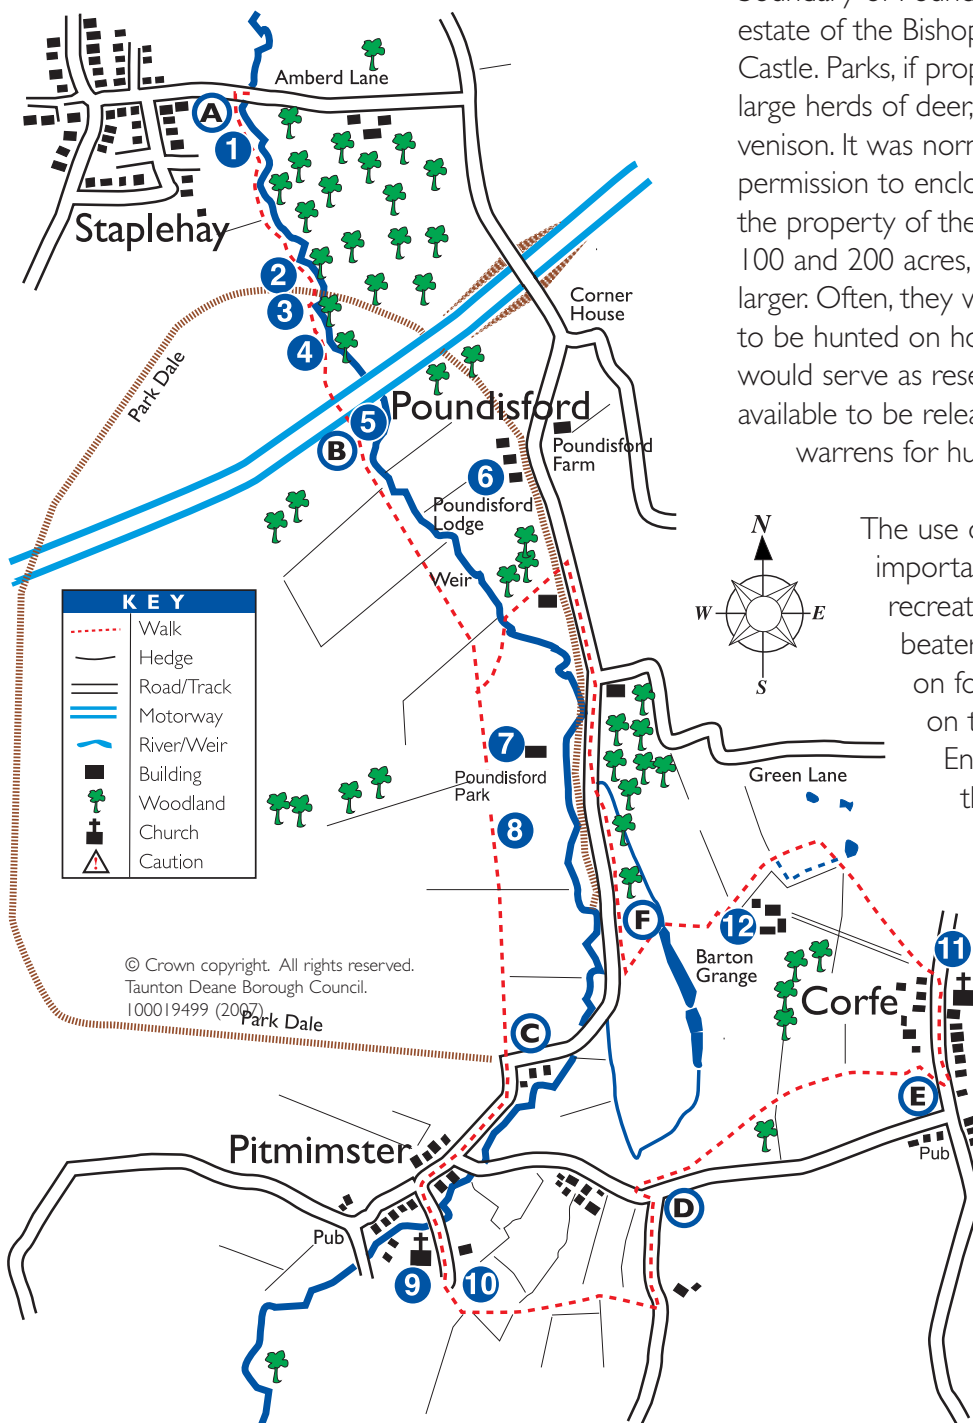 boundary of Pound
estate of the Bishop
Castle. Parks, if prop
large herds of deer,
venison. It was norm
permission to enclo
the property of the
100 and 200 acres,
larger. Often, they w
to be hunted on ho
would serve as rese
available to be relea
warrens for hu
The use o
importa
recreat
beater
on fo
on t
En
th
Amberd Lane
A
1
Staplehay
2
3
4
Park Dale
Corner
House
Poundisford
5
B
Poundisford
Farm
6
Poundisford
Lodge
Weir
N
W
E
S
KEY
Walk
Hedge
Road/Track
Motorway
River/Weir
Building
Woodland
Church
! Caution
7
Poundisford
Park
8
Green Lane
F
12
Barton
Grange
11
Corfe
© Crown copyright. All rights reserved.
Taunton Deane Borough Council.
100019499 (2007)
Park Dale
C
E
Pub
Pitmimster
D
Pub
9
10